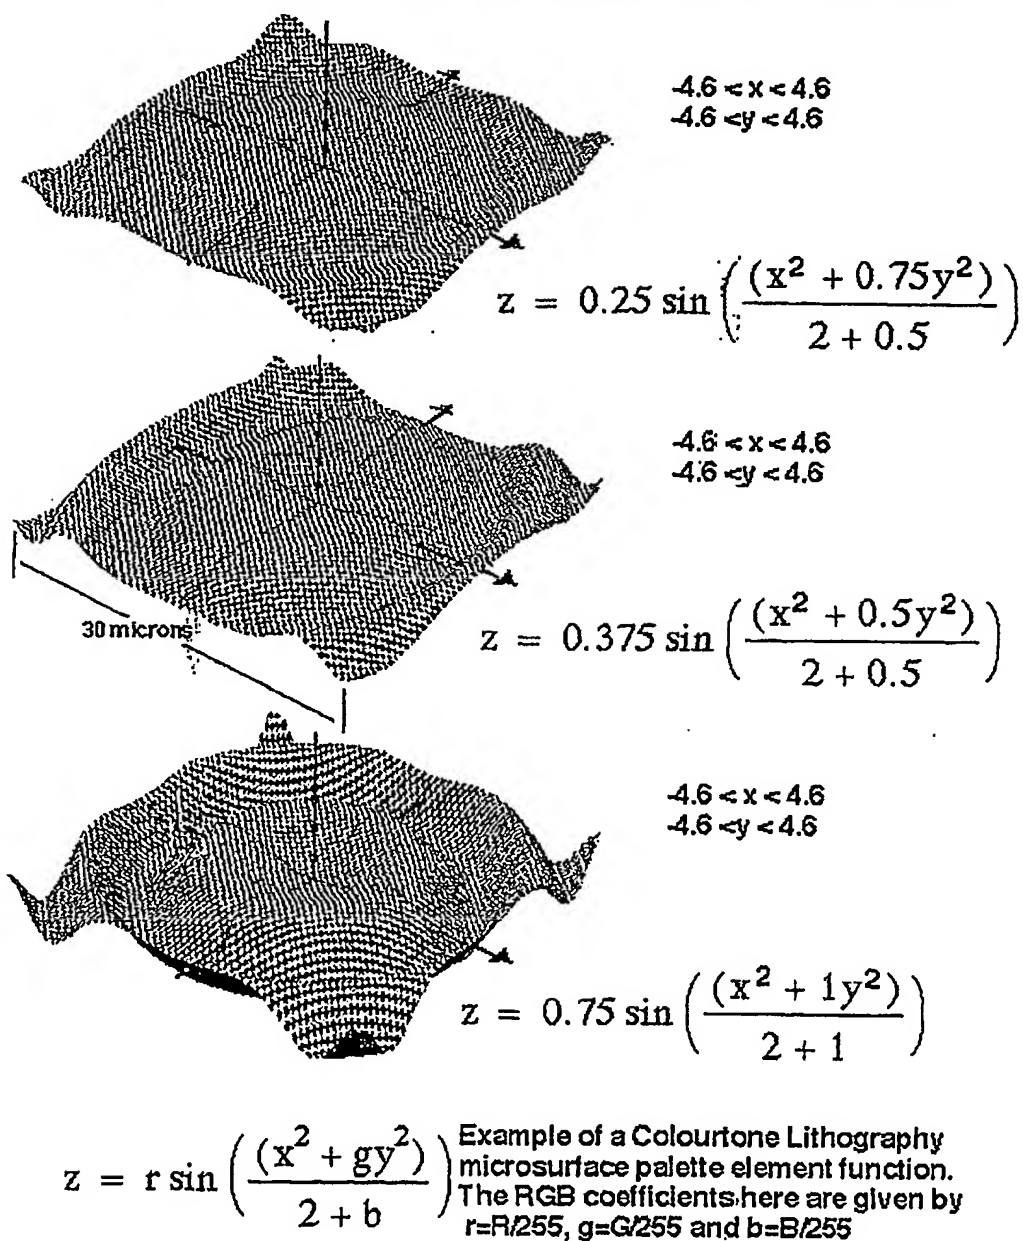 -4.6 < x < 4.6
-4.6 < y < 4.6
z = 0.25 sin ( (x² + 0.75y²) / 2 + 0.5 )
-4.6 < x < 4.6
-4.6 < y < 4.6
30 microns
z = 0.375 sin ( (x² + 0.5y²) / 2 + 0.5 )
-4.6 < x < 4.6
-4.6 < y < 4.6
z = 0.75 sin ( (x² + 1y²) / 2 + 1 )
z = r sin ( (x² + gy²) / 2 + b )
Example of a Colourtone Lithography
microsurface palette element function.
The RGB coefficients here are given by
r=R/255, g=G/255 and b=B/255